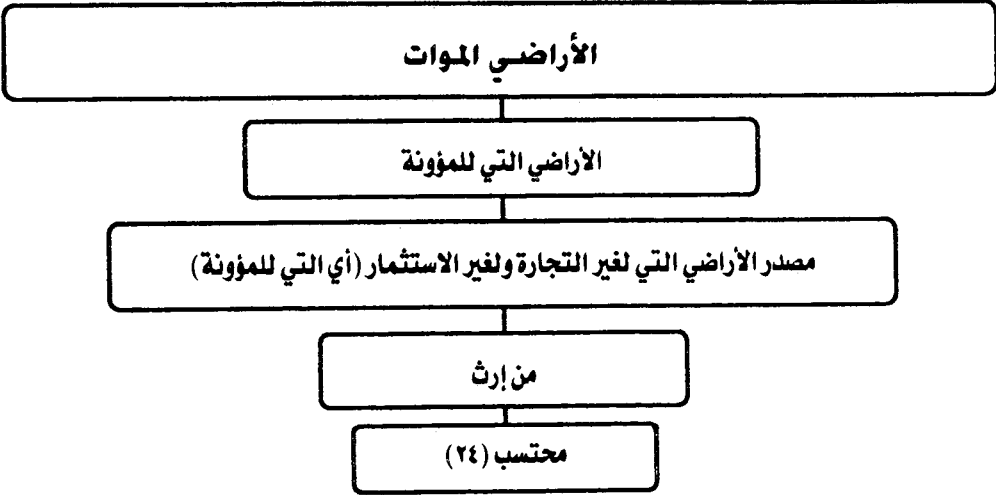 الأراضي الموات
الأراضي التي للمؤونة
مصدر الأراضي التي لغير التجارة ولغير الاستثمار (أي التي للمؤونة)
من إرث
محتسب (٢٤)